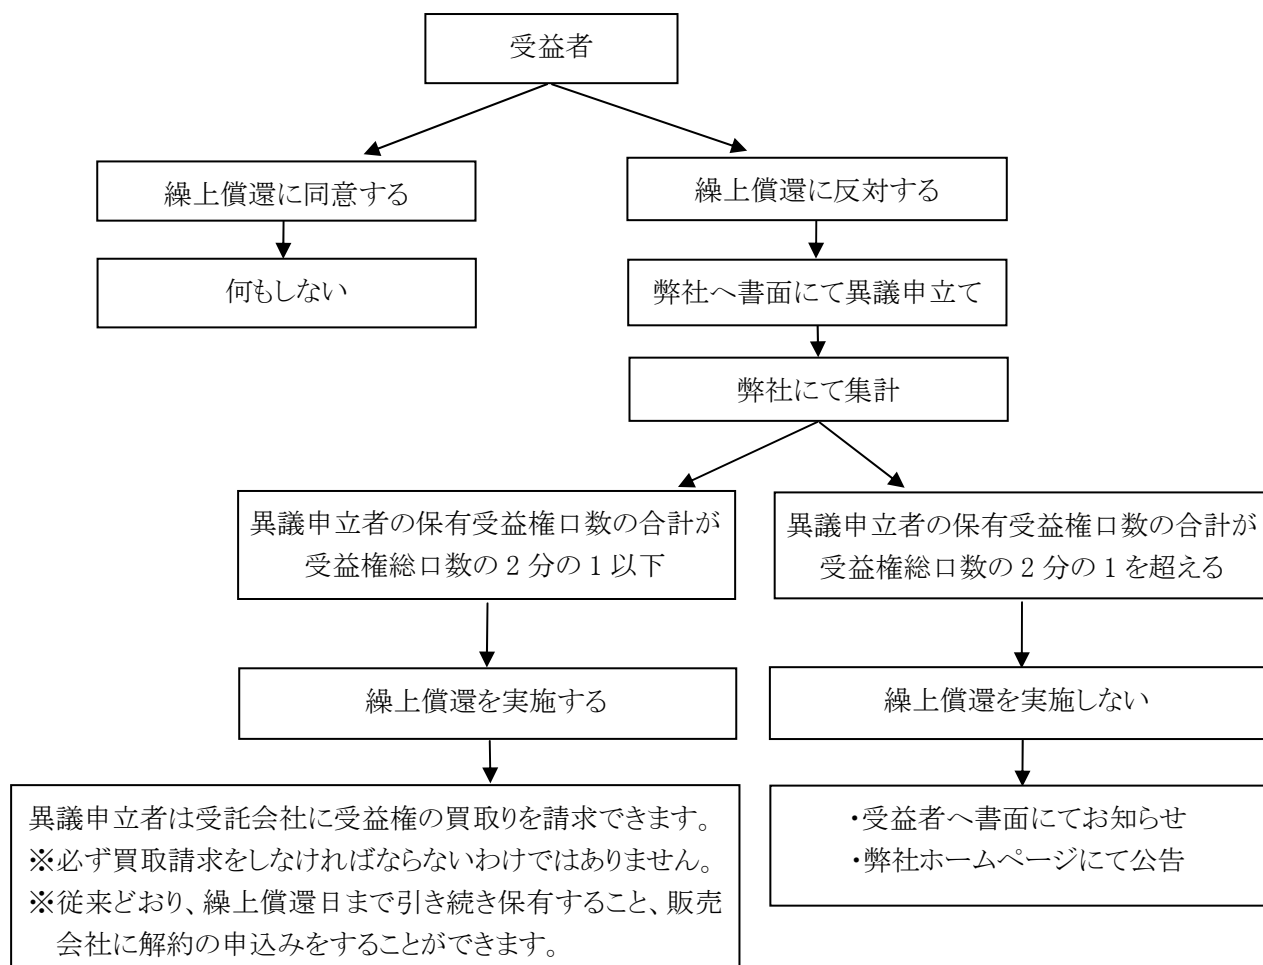 受益者
繰上償還に同意する
繰上償還に反対する
何もしない
弊社へ書面にて異議申立て
弊社にて集計
異議申立者の保有受益権口数の合計が
受益権総口数の2分の1以下
異議申立者の保有受益権口数の合計が
受益権総口数の2分の1を超える
繰上償還を実施する
繰上償還を実施しない
異議申立者は受託会社に受益権の買取りを請求できます。
※必ず買取請求をしなければならないわけではありません。
※従来どおり、繰上償還日まで引き続き保有すること、販売
会社に解約の申込みをすることができます。
・受益者へ書面にてお知らせ
・弊社ホームページにて公告